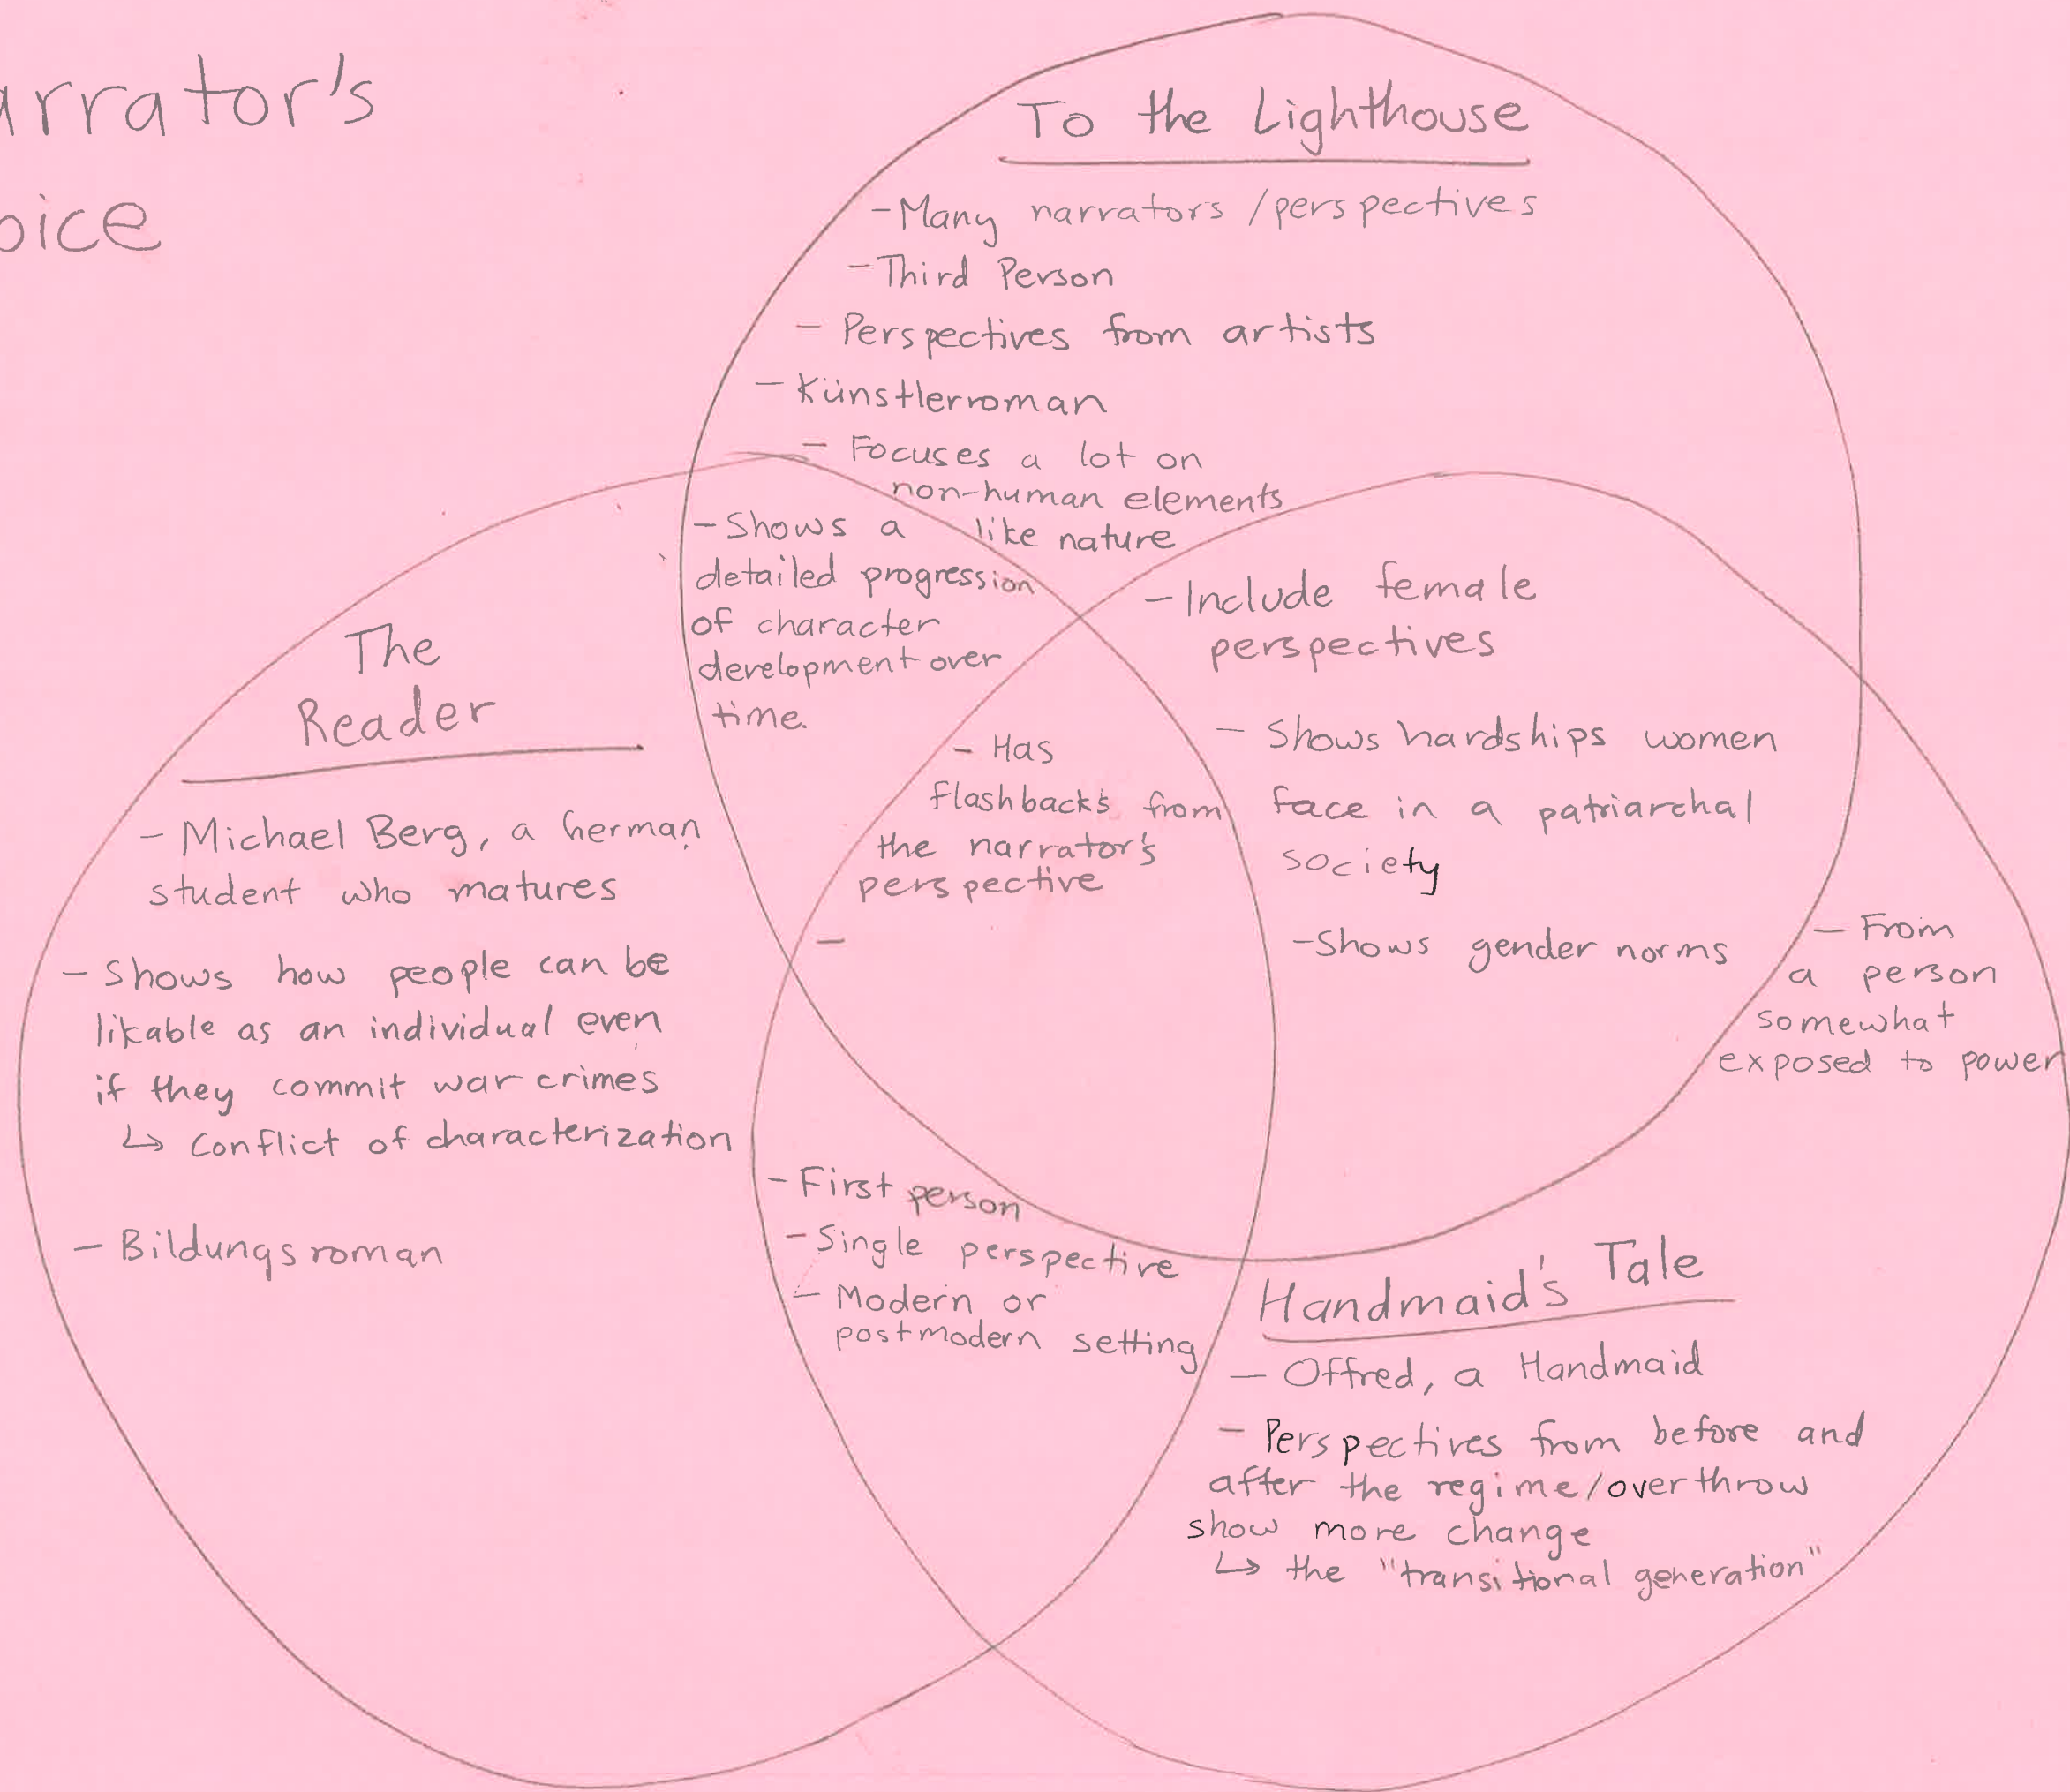 arrator's
oice
To the Lighthouse
- Many narrators / perspectives
- Third Person
- Perspectives from artists
- Künstlerroman
- Focuses a lot on
non-human elements
like nature
- Shows a
detailed progression
of character
development over
time.
- Include female
perspectives
- Shows hardships women
face in a patriarchal
society
- Shows gender norms
The
Reader
- Michael Berg, a German
student who matures
- Shows how people can be
likable as an individual even
if they commit war crimes
↳ Conflict of characterization
- Bildungsroman
- Has
flashbacks from
the narrator's
perspective
-
- From
a person
somewhat
exposed to power
- First person
- Single perspective
- Modern or
postmodern setting
Handmaid's Tale
- Offred, a Handmaid
- Perspectives from before and
after the regime/overthrow
show more change
↳ the "transitional generation"